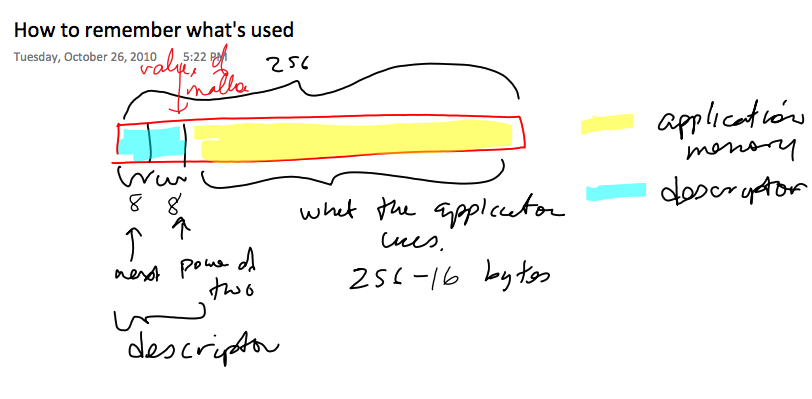 How to remember what's used
Tuesday, October 26, 2010 5:22 PM
value of
malloc
256
application
memory
descriptor
8 8
what the application
uses.
256-16 bytes
next power of
two
descriptor